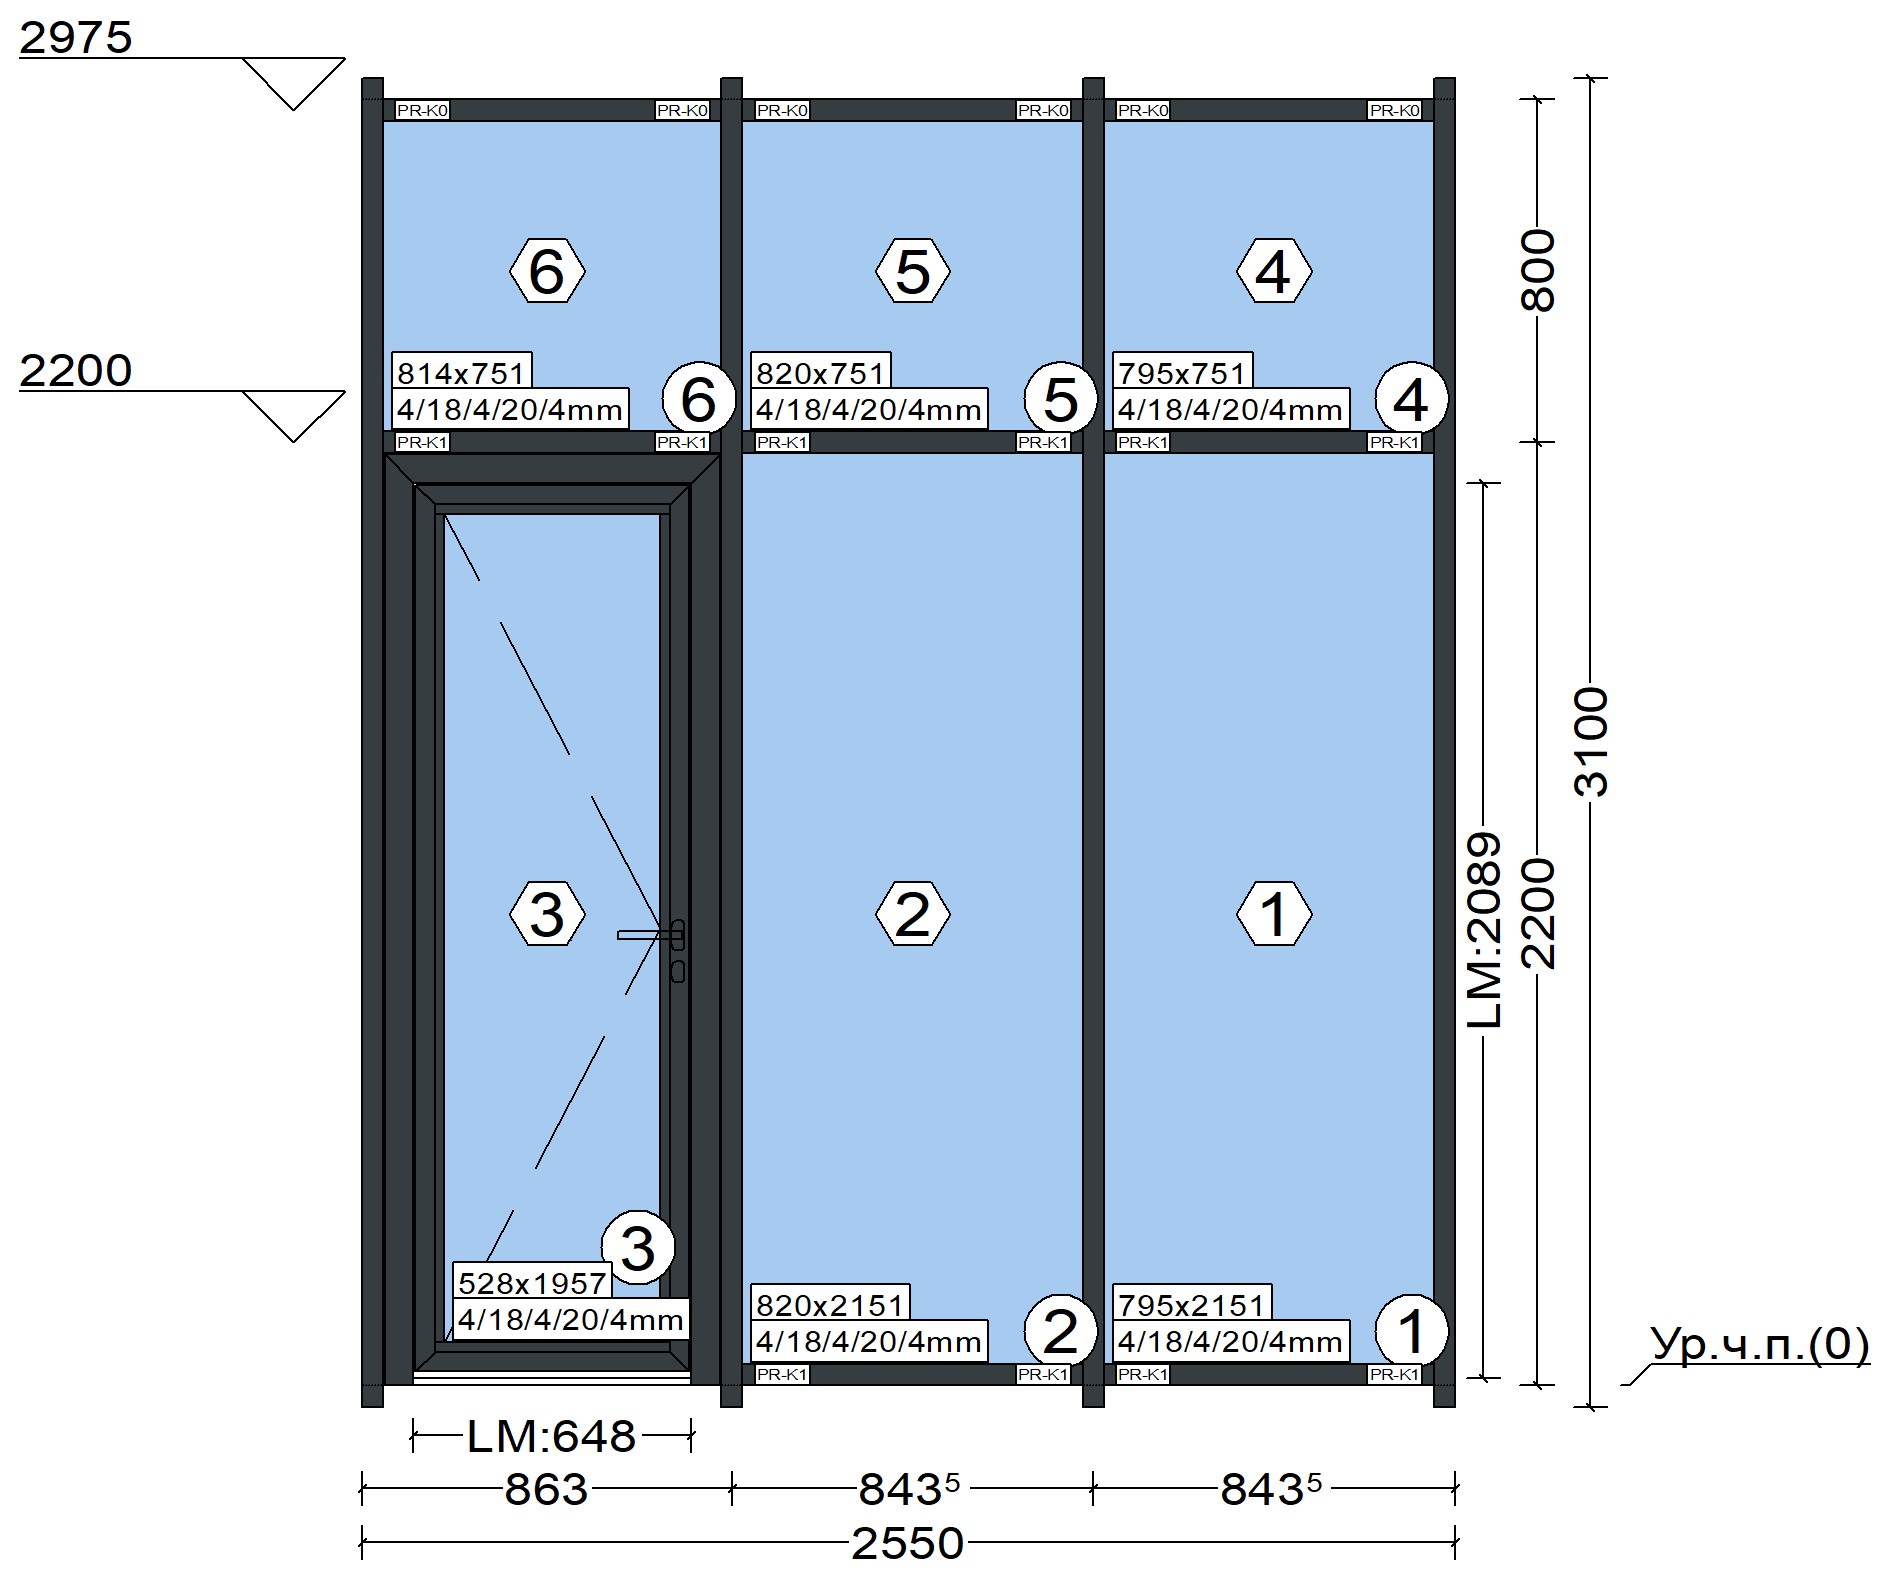 2975
PR-K0 PR-K0 PR-K0 PR-K0 PR-K0 PR-K0
6 5 4
800
2200
814x751 820x751 795x751
4/18/4/20/4mm 6 4/18/4/20/4mm 5 4/18/4/20/4mm 4
PR-K1 PR-K1 PR-K1 PR-K1 PR-K1 PR-K1
3100
3 2 1
LM:2089
2200
528x1957 3
4/18/4/20/4mm
820x2151 795x2151
4/18/4/20/4mm 2 4/18/4/20/4mm 1
Ур.ч.п.(0)
PR-K1 PR-K1 PR-K1 PR-K1
LM:648
863 843⁵ 843⁵
2550